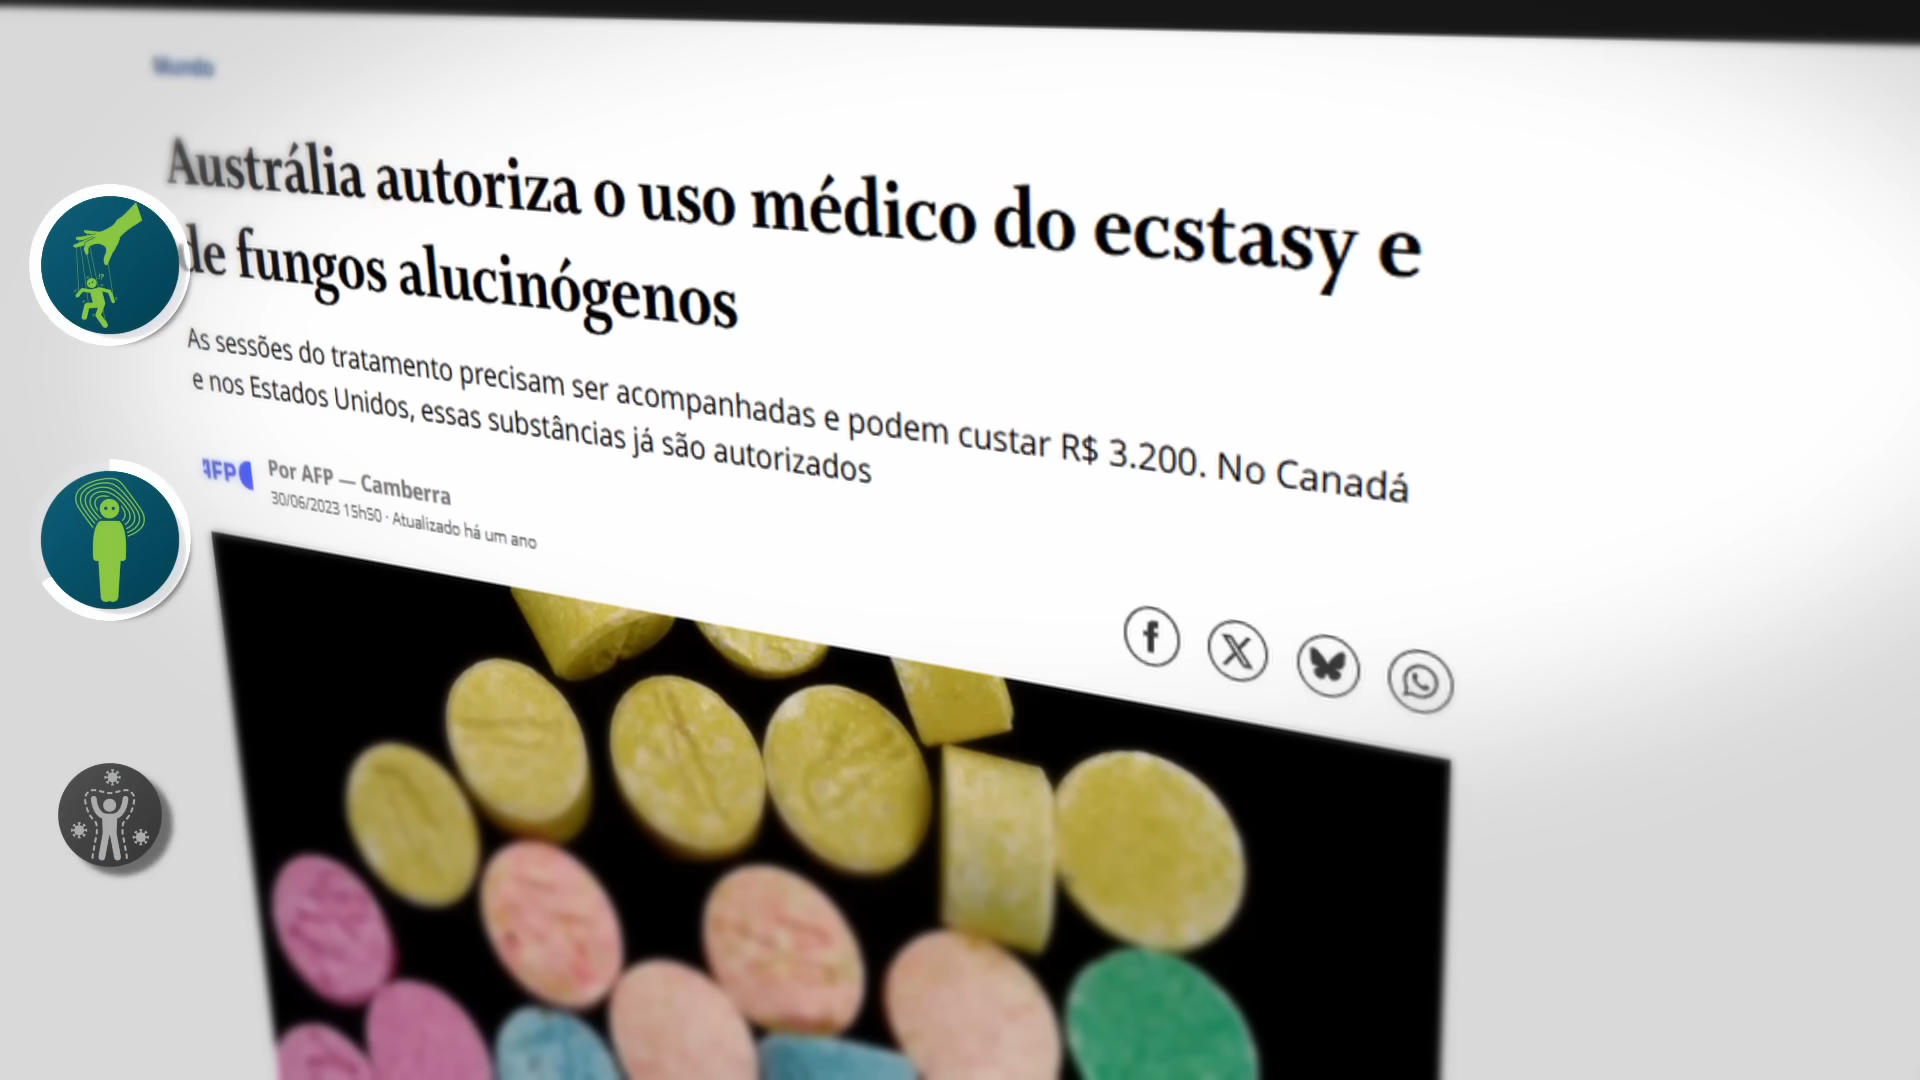 Mundo
Austrália autoriza o uso médico do ecstasy e
de fungos alucinógenos
As sessões do tratamento precisam ser acompanhadas e podem custar R$ 3.200. No Canadá
e nos Estados Unidos, essas substâncias já são autorizados
AFP
Por AFP — Camberra
30/06/2023 15h50 · Atualizado há um ano